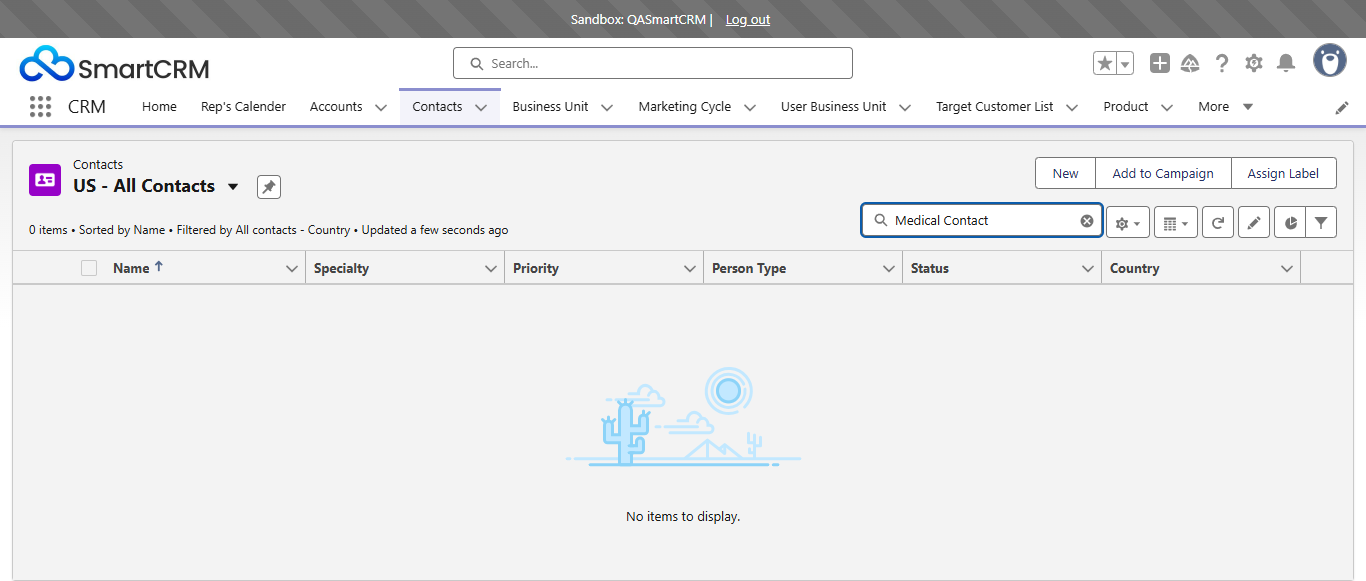 Sandbox: QASmartCRM | Log out
SmartCRM
Search...
CRM Home Rep's Calender Accounts Contacts Business Unit Marketing Cycle User Business Unit Target Customer List Product More
Contacts
US - All Contacts
New Add to Campaign Assign Label
0 items • Sorted by Name • Filtered by All contacts - Country • Updated a few seconds ago
Medical Contact
Name Specialty Priority Person Type Status Country
No items to display.